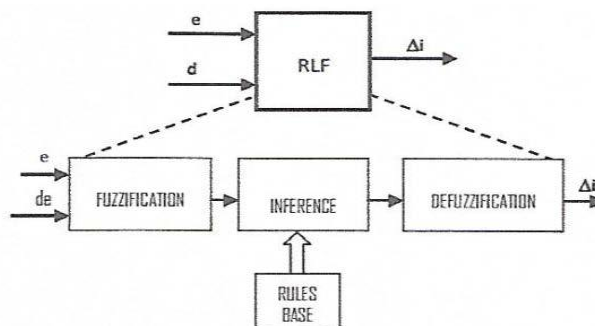 e
d
RLF
Δi
e
de
FUZZIFICATION
INFERENCE
DEFUZZIFICATION
Δi
RULES
BASE